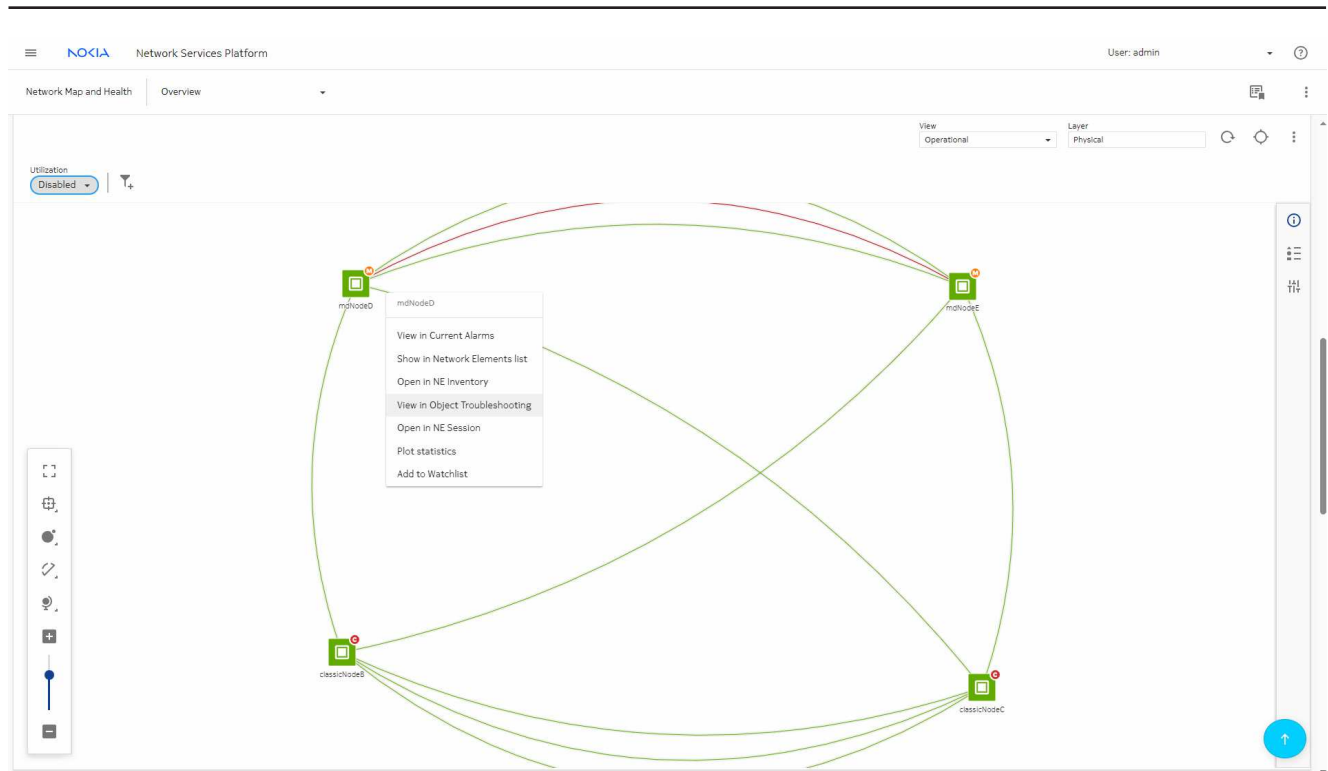 NOKIA Network Services Platform User: admin
Network Map and Health Overview
View
Operational
Layer
Physical
Utilization
Disabled
M
mdNodeD
M
mdNodeE
mdNodeD
View in Current Alarms
Show in Network Elements list
Open in NE Inventory
View in Object Troubleshooting
Open in NE Session
Plot statistics
Add to Watchlist
C
classicNodeB
C
classicNodeC